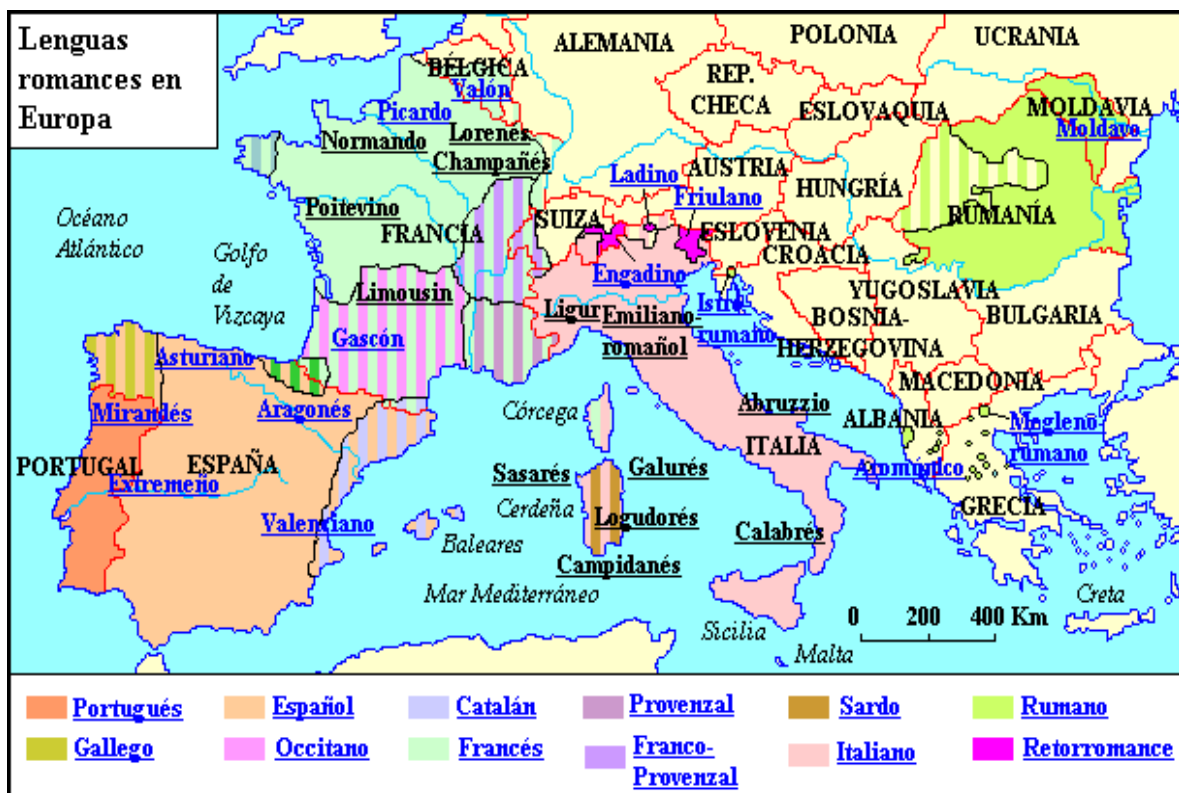 Lenguas
romances en
Europa
ALEMANIA
POLONIA
UCRANIA
BÉLGICA
Valón
REP.
CHECA
ESLOVAQUIA
MOLDAVIA
Moldavo
Picardo
Normando
Lorenés
Champañés
AUSTRIA
HUNGRÍA
Ladino
Friulano
RUMANÍA
Poitevino
FRANCIA
SUIZA
ESLOVENIA
CROACIA
Océano
Atlántico
Golfo
de
Vizcaya
Engadino
Limousin
Ligur
Emiliano-
romañol
Istro
rumano
YUGOSLAVIA
BOSNIA-
HERZEGOVINA
BULGARIA
Gascón
Asturiano
MACEDONIA
Mirandés
Aragonés
Córcega
Abruzzio
ALBANIA
Megleno
rumano
PORTUGAL
ESPAÑA
ITALIA
Extremeño
Sasarés
Galurés
Cerdeña
GRECIA
Valenciano
Logudorés
Calabrés
Baleares
Campidanés
Mar Mediterráneo
Creta
0 200 400 Km
Sicilia
Malta
Portugués
Español
Catalán
Provenzal
Sardo
Rumano
Gallego
Occitano
Francés
Franco-
Provenzal
Italiano
Retorromance